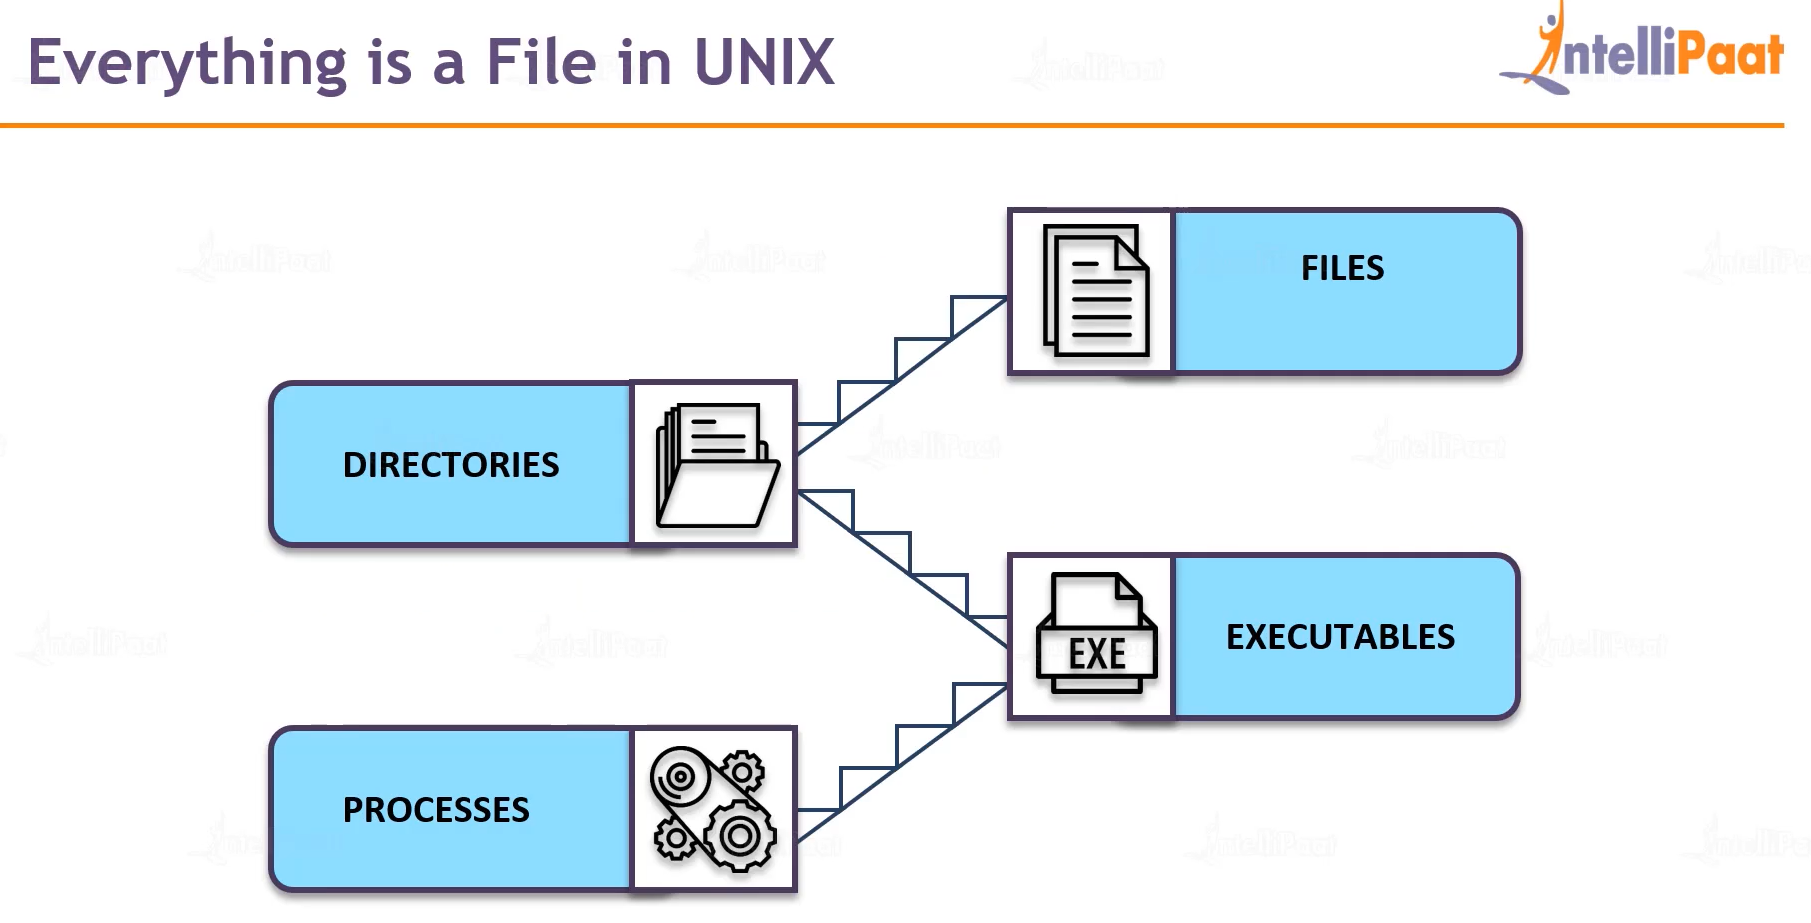 Everything is a File in UNIX
IntelliPaat
FILES
DIRECTORIES
EXE
EXECUTABLES
PROCESSES